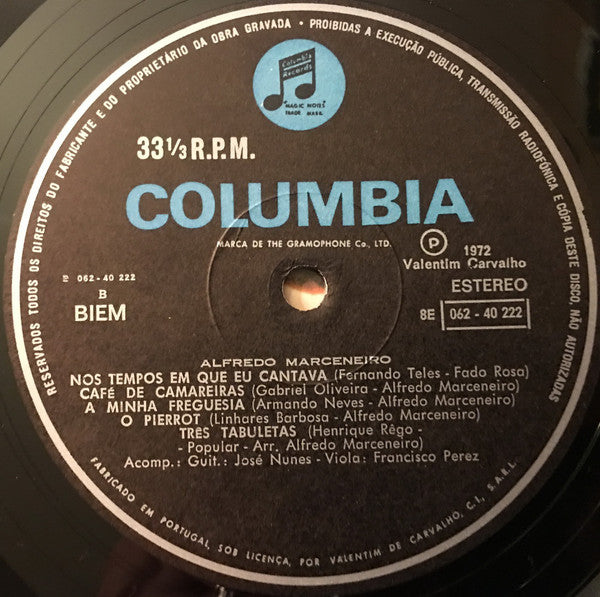 RESERVADOS TODOS OS DIREITOS DO FABRICANTE E DO PROPRIETÁRIO DA OBRA GRAVADA • PROIBIDAS A EXECUÇÃO PÚBLICA, TRANSMISSÃO RADIOFÓNICA E CÓPIA DESTE DISCO, NÃO AUTORIZADAS
Columbia
Records
"MAGIC NOTES"
TRADE MARK
33 1/3 R.P.M.
COLUMBIA
MARCA DE THE GRAMOPHONE Co., LTD.
Ⓟ 1972
Valentim Carvalho
062 - 40 222
B
BIEM
ESTEREO
8E 062 - 40 222
ALFREDO MARCENEIRO
NOS TEMPOS EM QUE EU CANTAVA (Fernando Teles - Fado Rosa)
CAFÉ DE CAMAREIRAS (Gabriel Oliveira - Alfredo Marceneiro)
A MINHA FREGUESIA (Armando Neves - Alfredo Marceneiro)
O PIERROT (Linhares Barbosa - Alfredo Marceneiro)
TRÊS TABULETAS (Henrique Rêgo -
- Popular - Arr. Alfredo Marceneiro)
Acomp.: Guit.: José Nunes - Viola: Francisco Perez
FABRICADO EM PORTUGAL, SOB LICENÇA, POR VALENTIM DE CARVALHO, C.I., S.A.R.L.